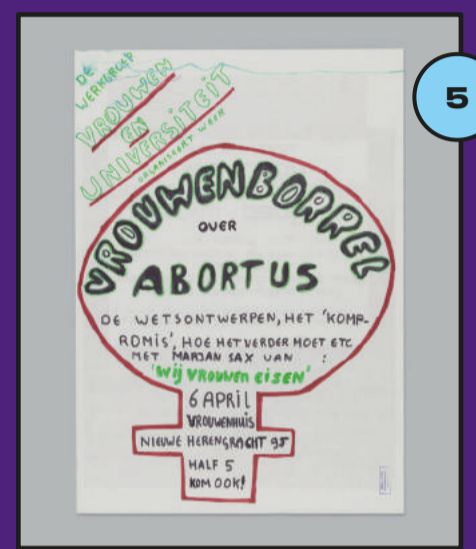 DE
WERKGROEP
VROUWEN
EN
UNIVERSITEIT
ORGANISEERT WEER
VROUWENBORREL
OVER
ABORTUS
DE WETSONTWERPEN, HET 'KOMP-
ROMIS', HOE HET VERDER MOET ETC
MET MARJAN SAX VAN :
'WIJ VROUWEN EISEN'
6 APRIL
VROUWENHUIS
NIEUWE HERENGRACHT 95
HALF 5
KOM OOK!
5